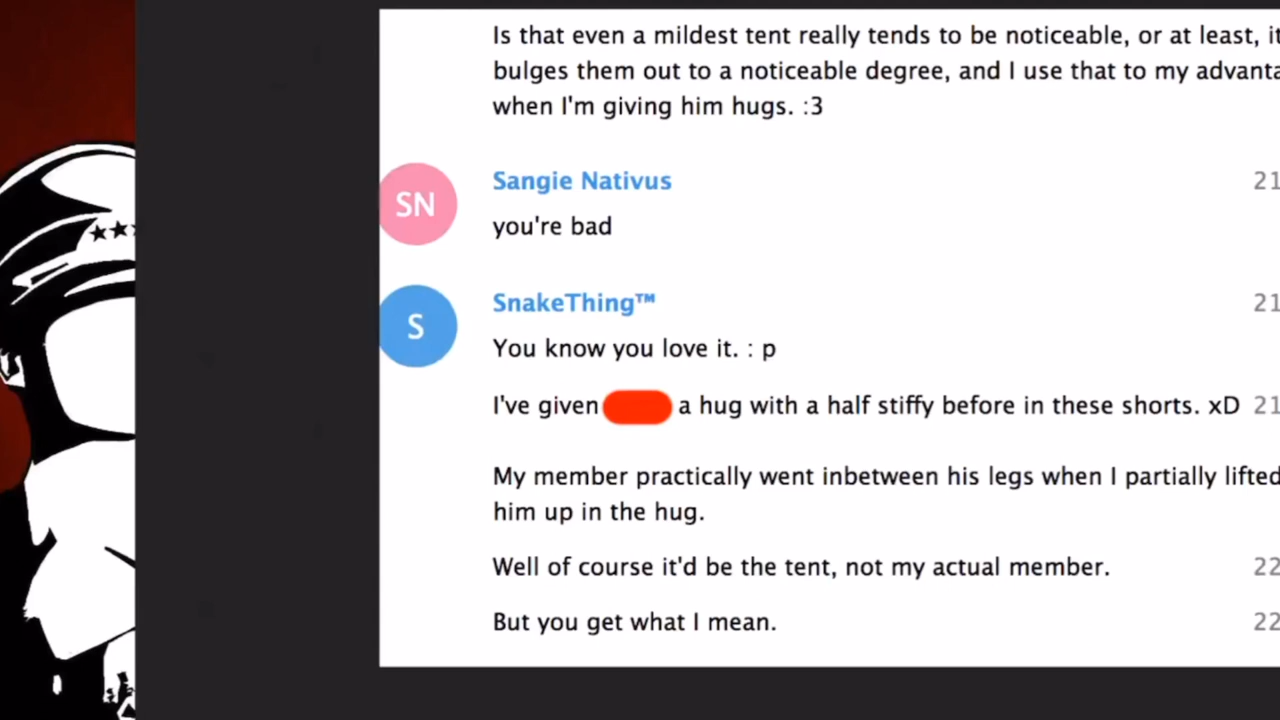 Is that even a mildest tent really tends to be noticeable, or at least, it
bulges them out to a noticeable degree, and I use that to my
when I'm giving him hugs. :3
SN
Sangie Nativus
21
you're bad
S
SnakeThing™
21
You know you love it. : p
I've given a hug with a half stiffy before in these shorts. xD 21
My member practically went inbetween his legs when I partially lifted
him up in the hug.
Well of course it'd be the tent, not my actual member.
22
But you get what I mean.
22